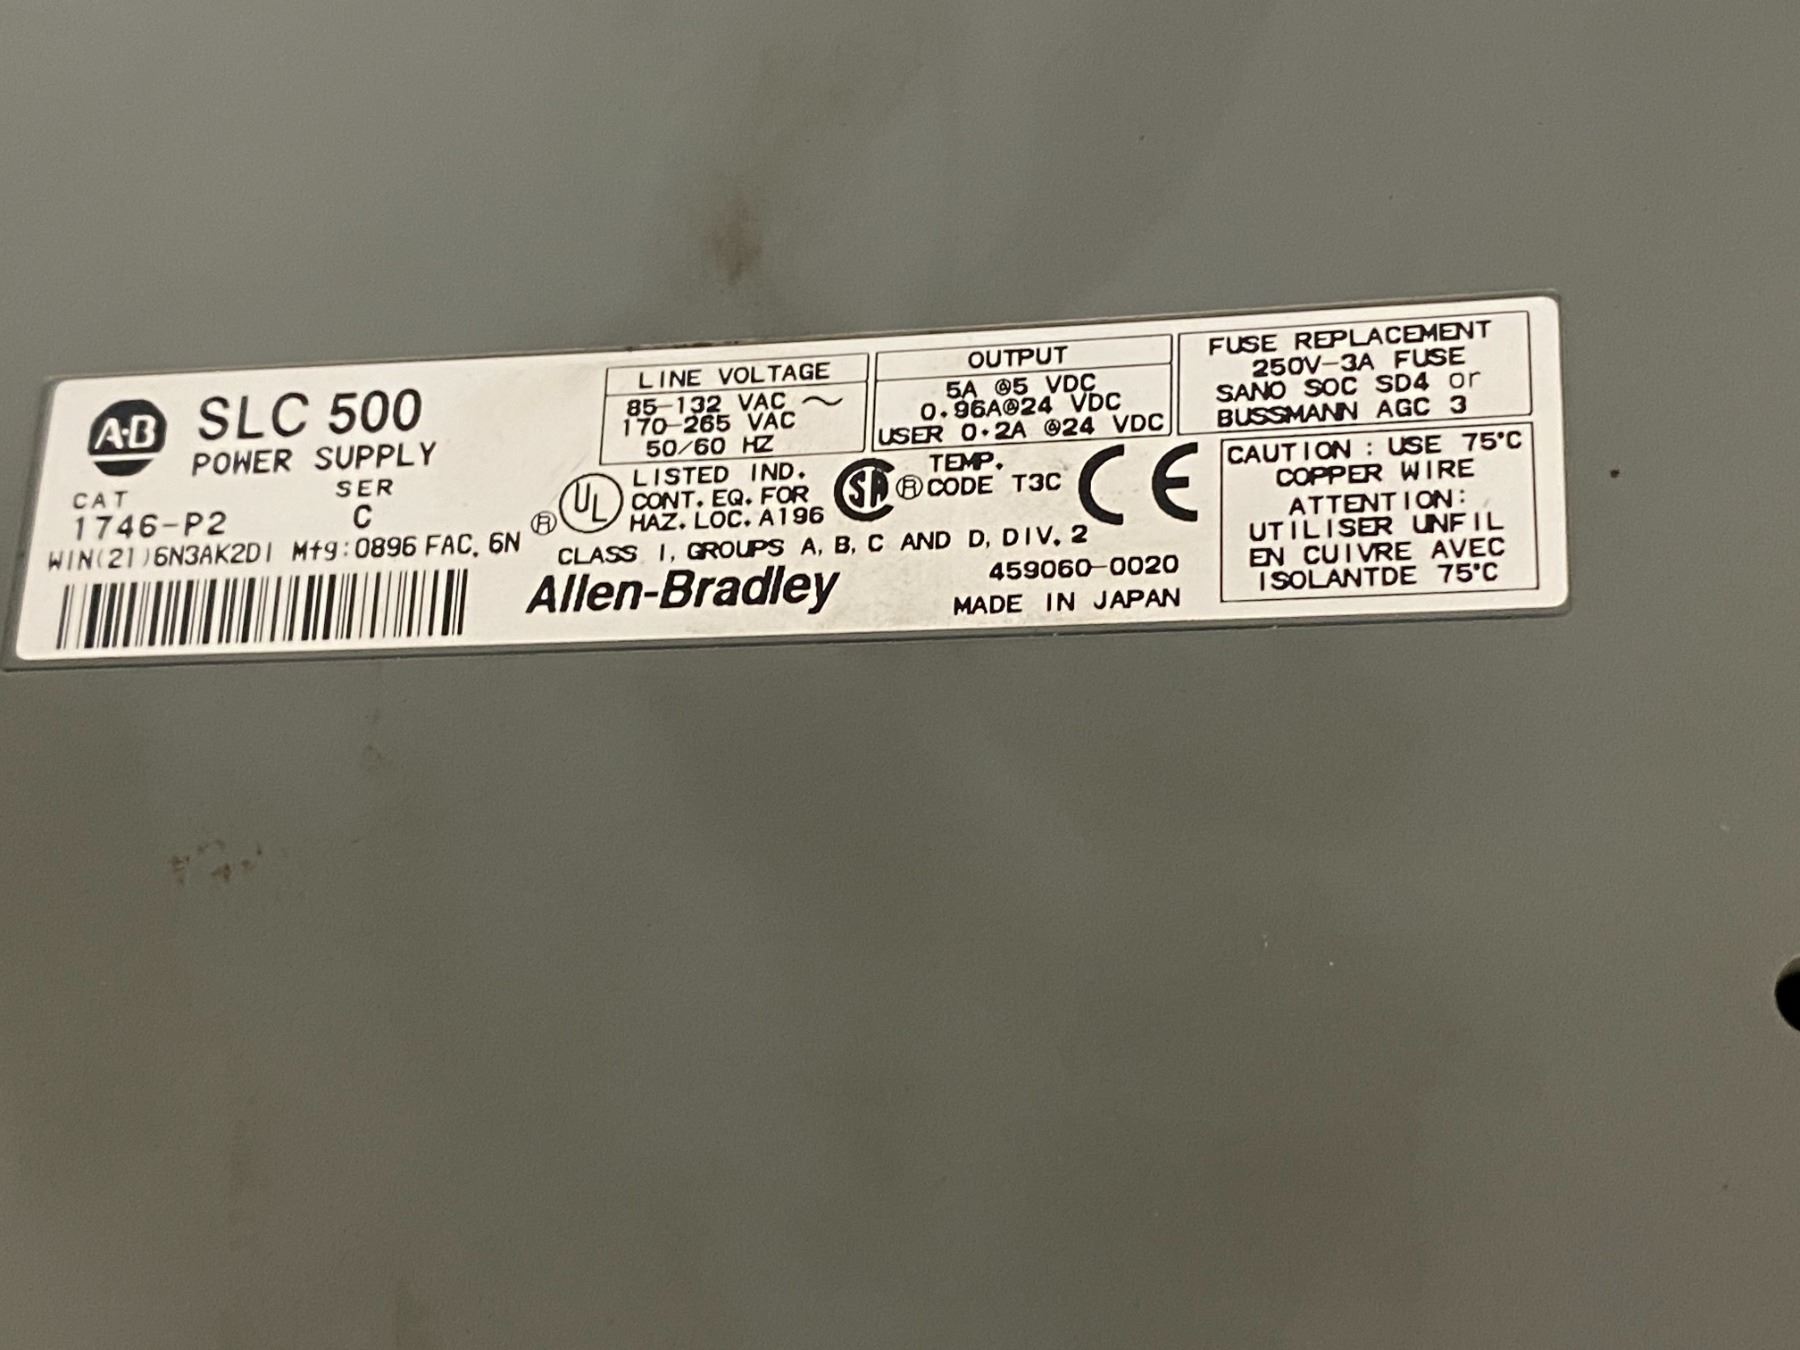 A-B
SLC 500
POWER SUPPLY
CAT
SER
1746-P2
C
WIN(21)6N3AK2D1 Mfg:0896 FAC. 6N
LINE VOLTAGE
85-132 VAC ~
170-265 VAC
50/60 HZ
OUTPUT
5A @5 VDC
0.96A@24 VDC
USER 0.2A @24 VDC
FUSE REPLACEMENT
250V-3A FUSE
SANO SOC SD4 or
BUSSMANN AGC 3
® UL
LISTED IND.
CONT. EQ. FOR
HAZ. LOC. A196
SA ®
TEMP.
CODE T3C
CE
CLASS I, GROUPS A, B, C AND D, DIV. 2
Allen-Bradley
459060-0020
MADE IN JAPAN
CAUTION : USE 75°C
COPPER WIRE
ATTENTION:
UTILISER UNFIL
EN CUIVRE AVEC
ISOLANTDE 75°C